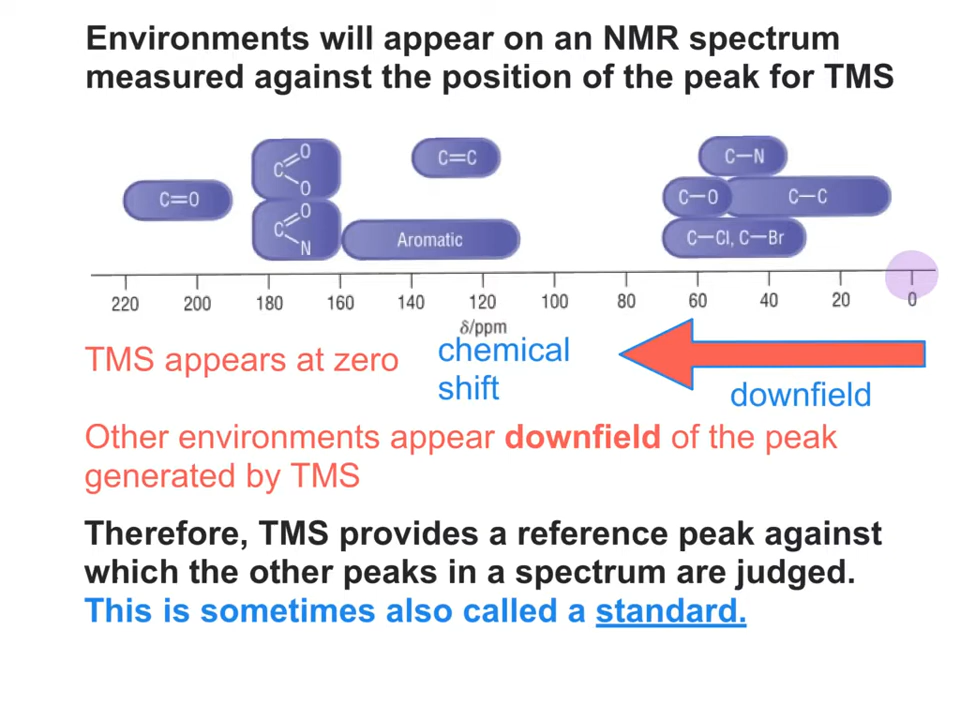 Environments will appear on an NMR spectrum
measured against the position of the peak for TMS
C=O
C=O
O
C=O
N
C=C
Aromatic
C—N
C—O
C—C
C—Cl, C—Br
220 200 180 160 140 120 100 80 60 40 20 0
δ/ppm
TMS appears at zero
chemical
shift
downfield
Other environments appear downfield of the peak
generated by TMS
Therefore, TMS provides a reference peak against
which the other peaks in a spectrum are judged.
This is sometimes also called a standard.